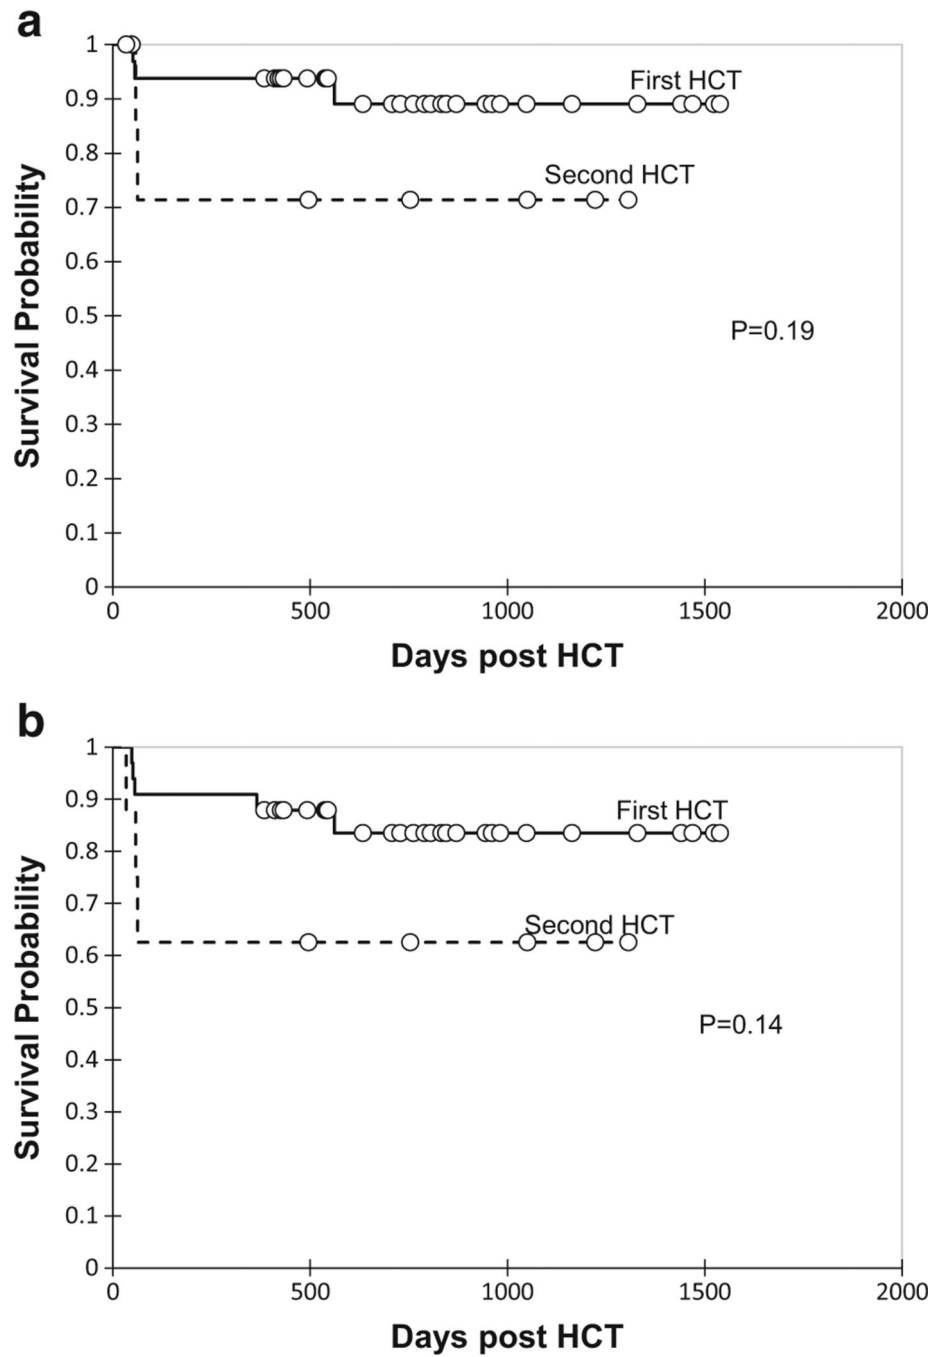 a
1
First HCT
0.9
0.8
Second HCT
0.7
0.6
0.5
P=0.19
0.4
0.3
0.2
0.1
0
0 500 1000 1500 2000
Survival Probability
Days post HCT
b
1
0.9
First HCT
0.8
0.7
Second HCT
0.6
0.5
P=0.14
0.4
0.3
0.2
0.1
0
0 500 1000 1500 2000
Survival Probability
Days post HCT